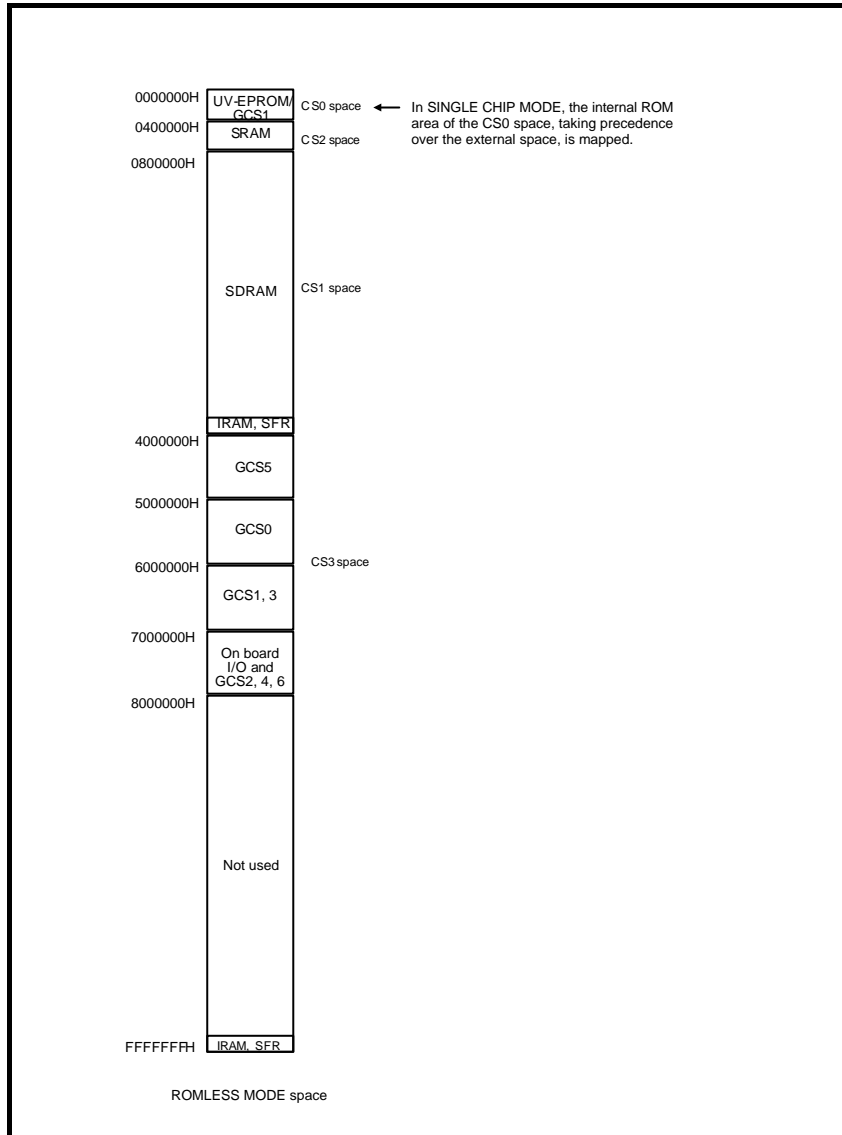 0000000H
UV-EPROM/
GCS1
CS0 space
In SINGLE CHIP MODE, the internal ROM
area of the CS0 space, taking precedence
over the external space, is mapped.
0400000H
SRAM
CS2 space
0800000H
SDRAM
CS1 space
IRAM, SFR
4000000H
GCS5
5000000H
GCS0
CS3 space
6000000H
GCS1, 3
7000000H
On board
I/O and
GCS2, 4, 6
8000000H
Not used
FFFFFFFH
IRAM, SFR
ROMLESS MODE space